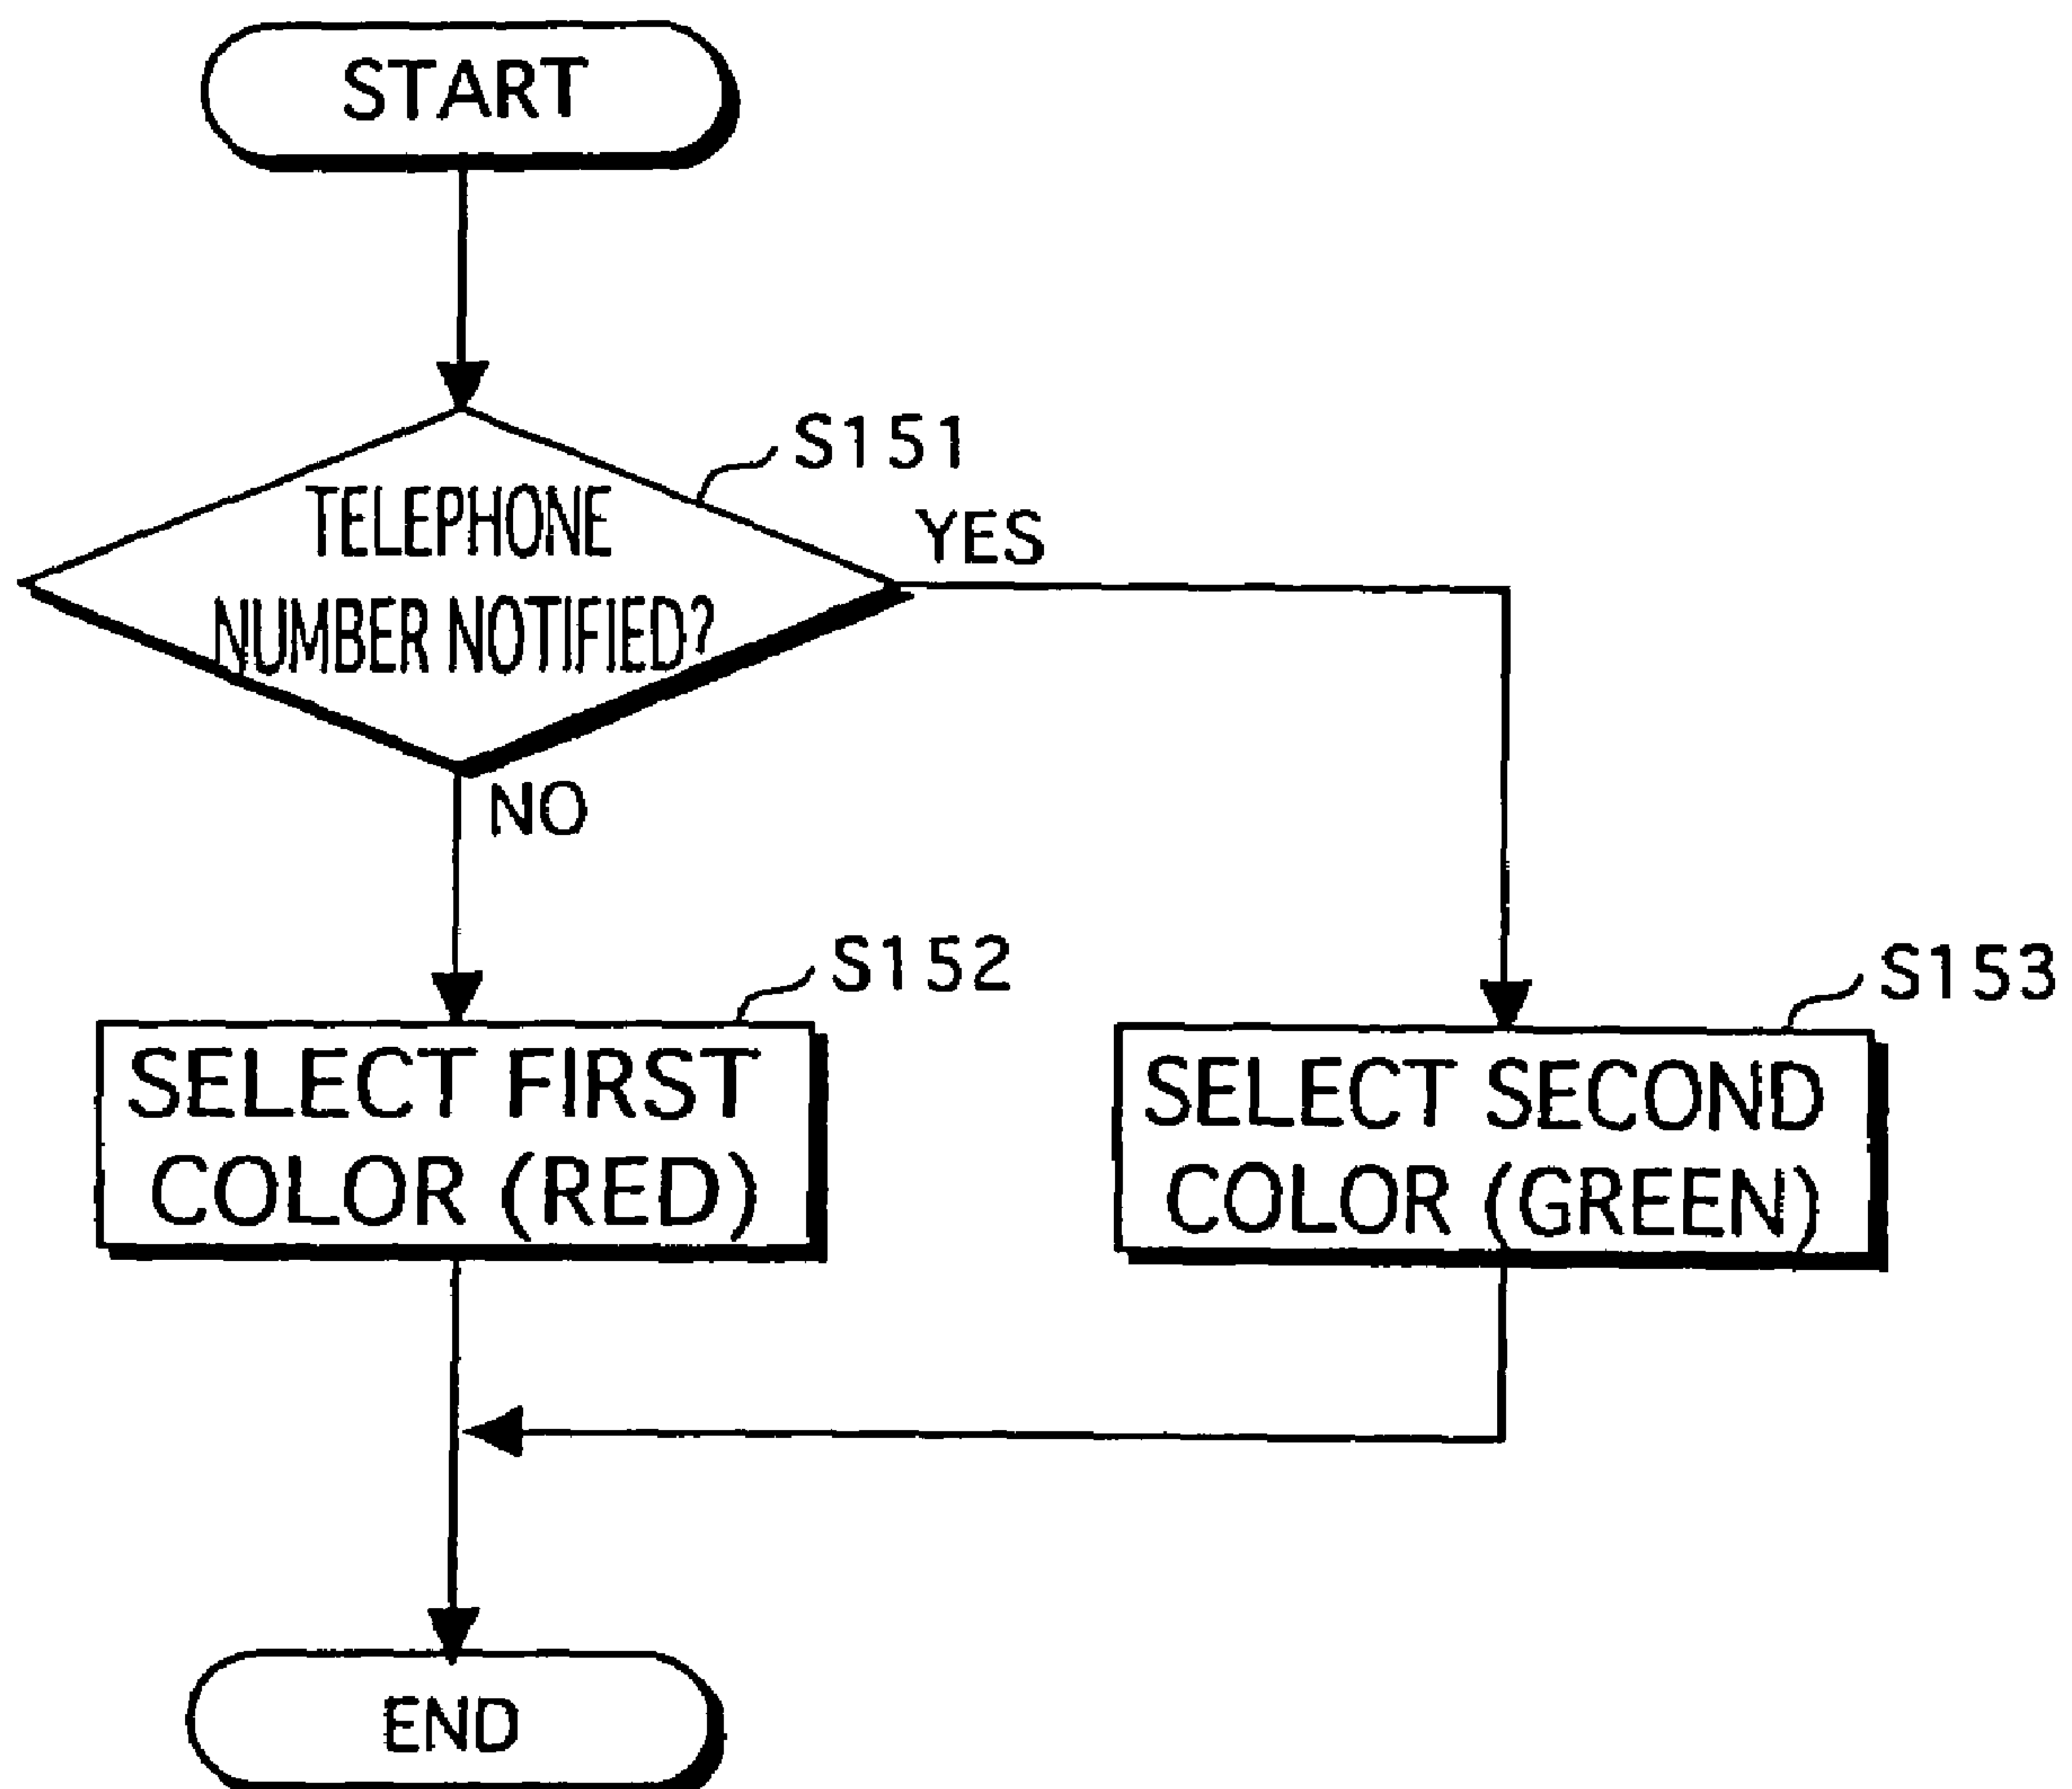 START
S151
TELEPHONE
NUMBER NOTIFIED?
YES
NO
S152
SELECT FIRST
COLOR (RED)
S153
SELECT SECOND
COLOR (GREEN)
END